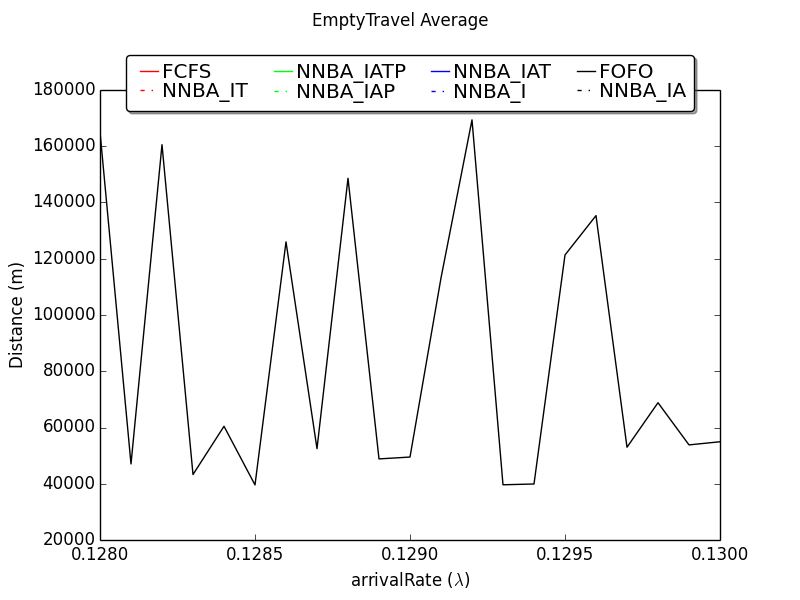 EmptyTravel Average
FCFS NNBA_IATP NNBA_IAT FOFO
NNBA_IT NNBA_IAP NNBA_I NNBA_IA
180000
160000
140000
120000
100000
80000
60000
40000
20000
Distance (m)
0.1280 0.1285 0.1290 0.1295 0.1300
arrivalRate (λ)